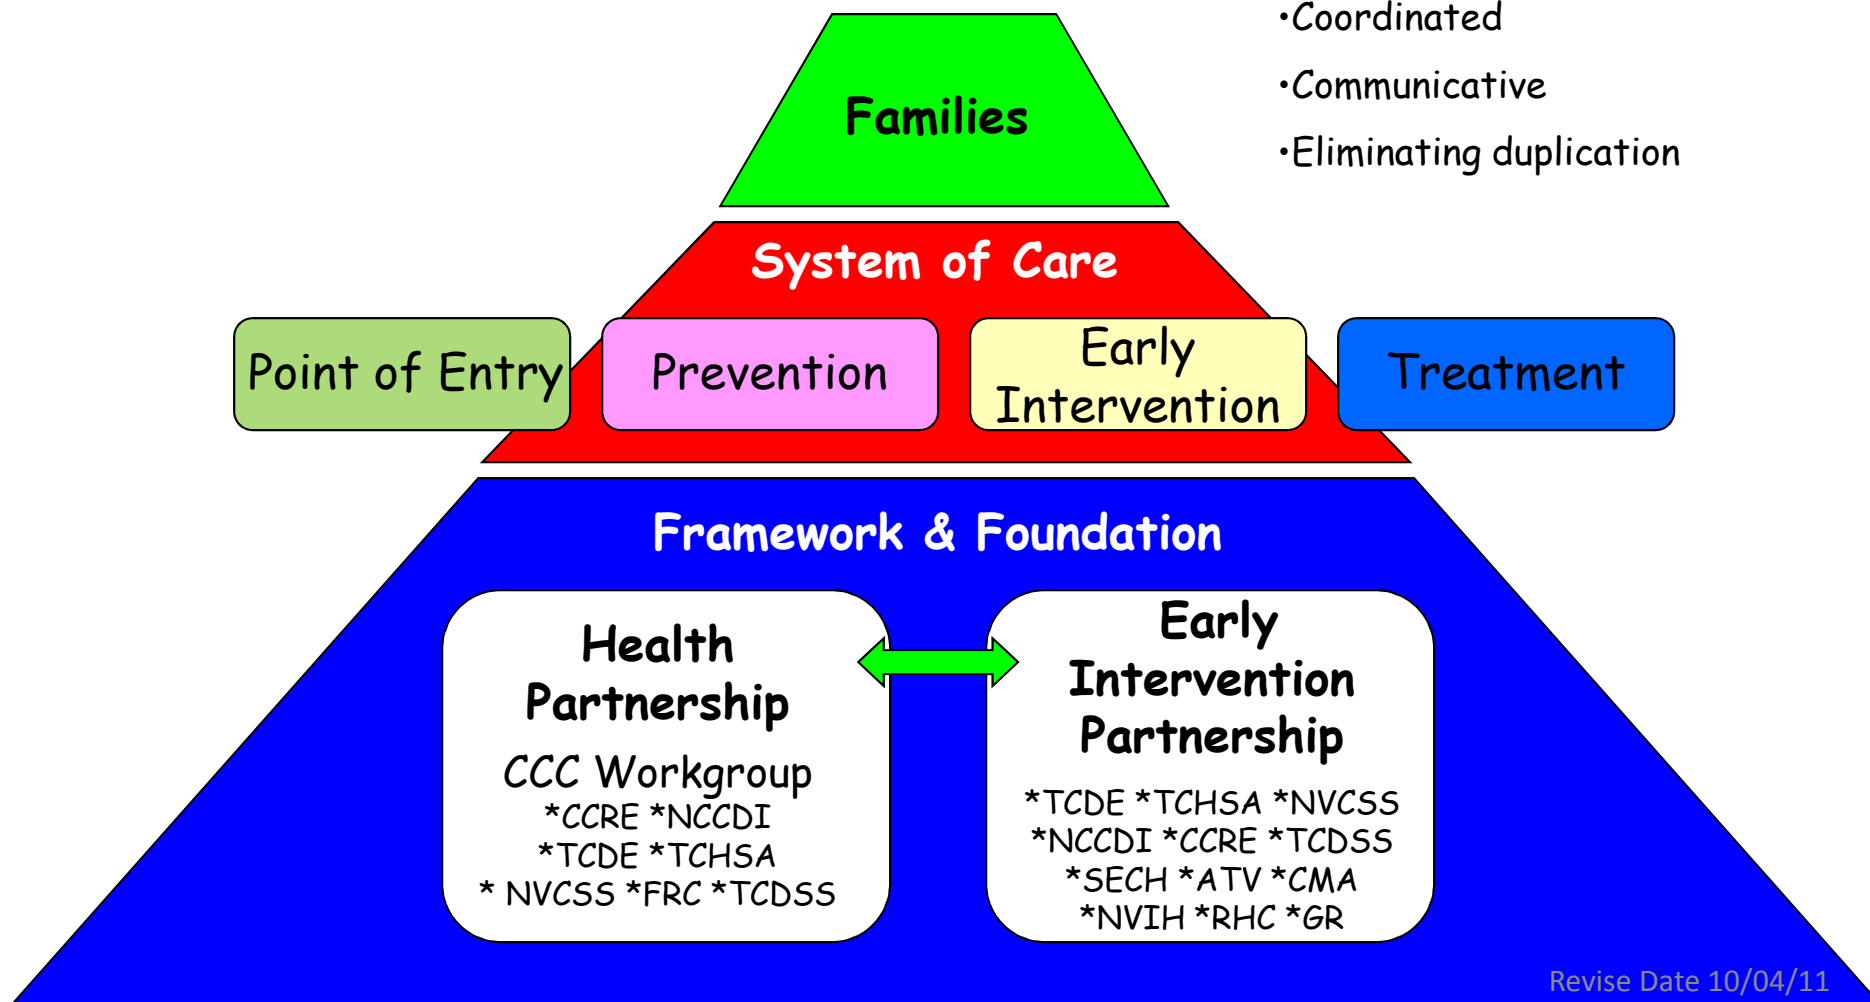 •Coordinated
•Communicative
•Eliminating duplication
Families
System of Care
Point of Entry
Prevention
Early
Intervention
Treatment
Framework & Foundation
Health
Partnership
CCC Workgroup
*CCRE *NCCDI
*TCDE *TCHSA
* NVCSS *FRC *TCDSS
Early
Intervention
Partnership
*TCDE *TCHSA *NVCSS
*NCCDI *CCRE *TCDSS
*SECH *ATV *CMA
*NVIH *RHC *GR
Revise Date 10/04/11